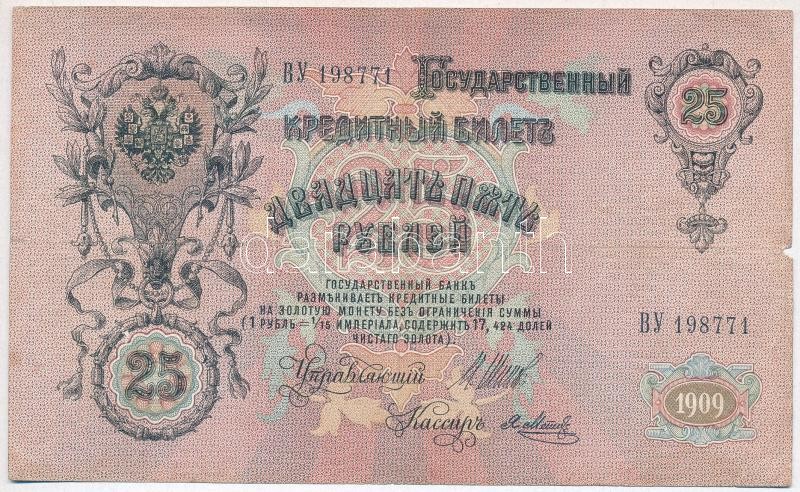 ВУ 198771 Государственный
25
кредитный билетъ
двадцать пять
рублей
25
государственный банкъ
размѣниваетъ кредитные билеты
на золотую монету безъ ограниченія суммы
(1 рубль = 1/15 имперіала, содержитъ 17, 424 долей
чистаго золота).
ВУ 198771
25
Управляющій
Кассиръ
1909